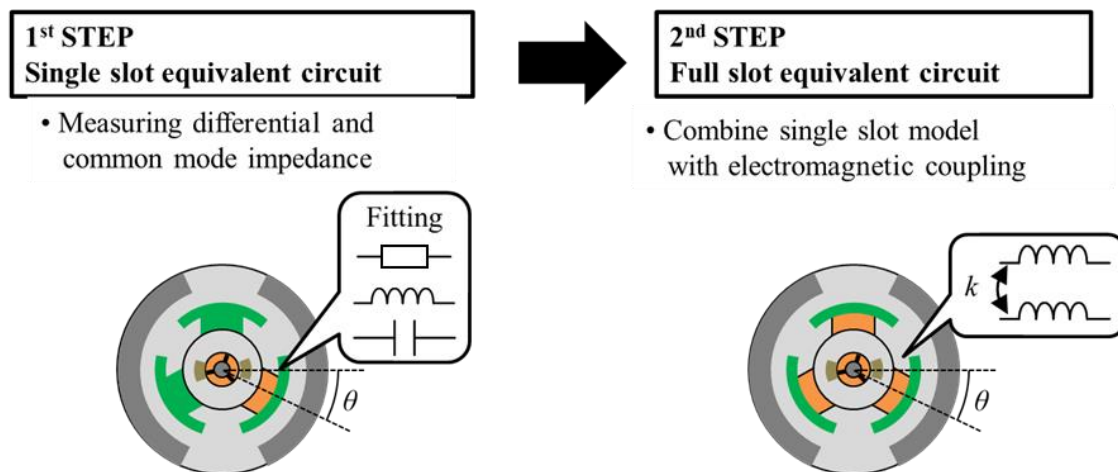 1st STEP
Single slot equivalent circuit
• Measuring differential and
common mode impedance
Fitting
θ
2nd STEP
Full slot equivalent circuit
• Combine single slot model
with electromagnetic coupling
k
θ